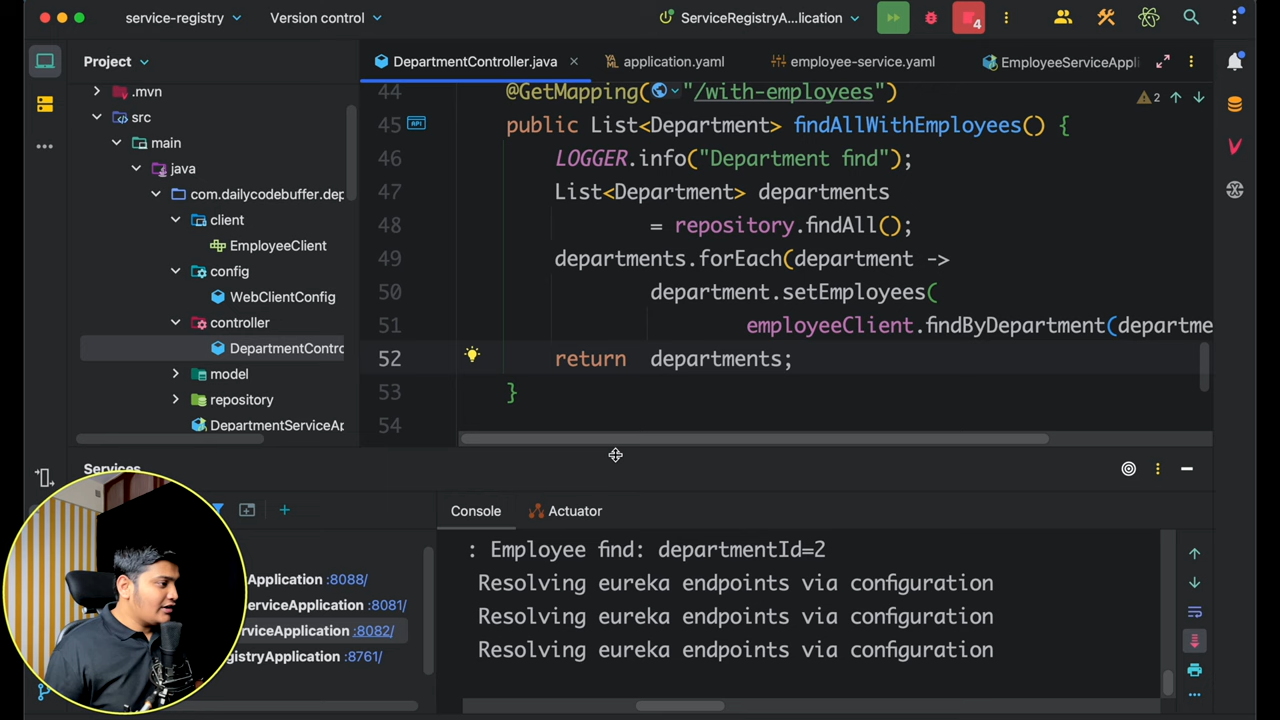 service-registry
Version control
ServiceRegistryA...lication
4
Project
DepartmentController.java
application.yaml
employee-service.yaml
EmployeeServiceAppli
.mvn
src
main
java
com.dailycodebuffer.dep
client
EmployeeClient
config
WebClientConfig
controller
DepartmentContro
model
repository
DepartmentServiceAp
44 @GetMapping("/with-employees")
2
45 public List<Department> findAllWithEmployees() {
46 LOGGER.info("Department find");
47 List<Department> departments
48 = repository.findAll();
49 departments.forEach(department ->
50 department.setEmployees(
51 employeeClient.findByDepartment(departme
52 return departments;
53 }
54
Services
Console
Actuator
Application :8088/
erviceApplication :8081/
rviceApplication :8082/
gistryApplication :8761/
: Employee find: departmentId=2
Resolving eureka endpoints via configuration
Resolving eureka endpoints via configuration
Resolving eureka endpoints via configuration